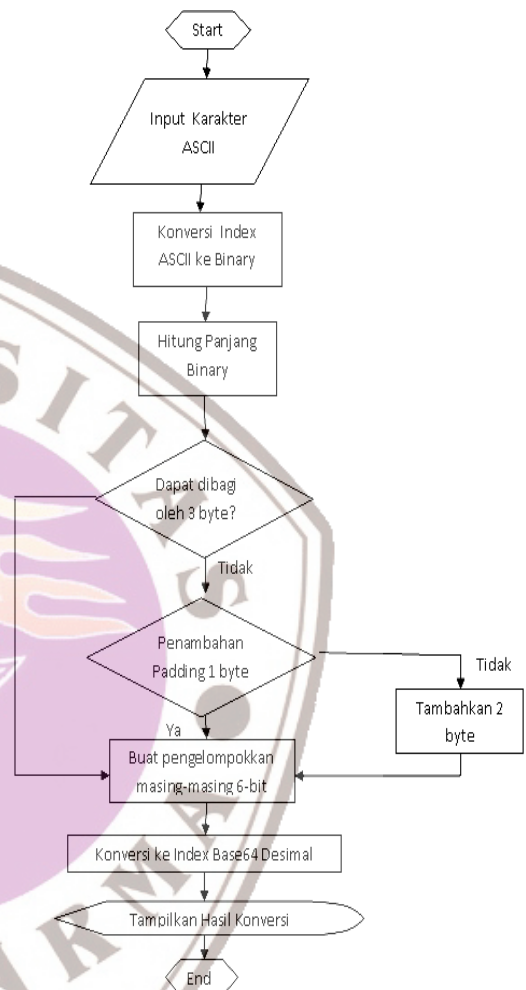 Start
Input Karakter
ASCII
Konversi Index
ASCII ke Binary
Hitung Panjang
Binary
Dapat dibagi
oleh 3 byte?
Tidak
Penambahan
Padding 1 byte
Tidak
Tambahkan 2
byte
Ya
Buat pengelompokkan
masing-masing 6-bit
Konversi ke Index Base64 Desimal
Tampilkan Hasil Konversi
End